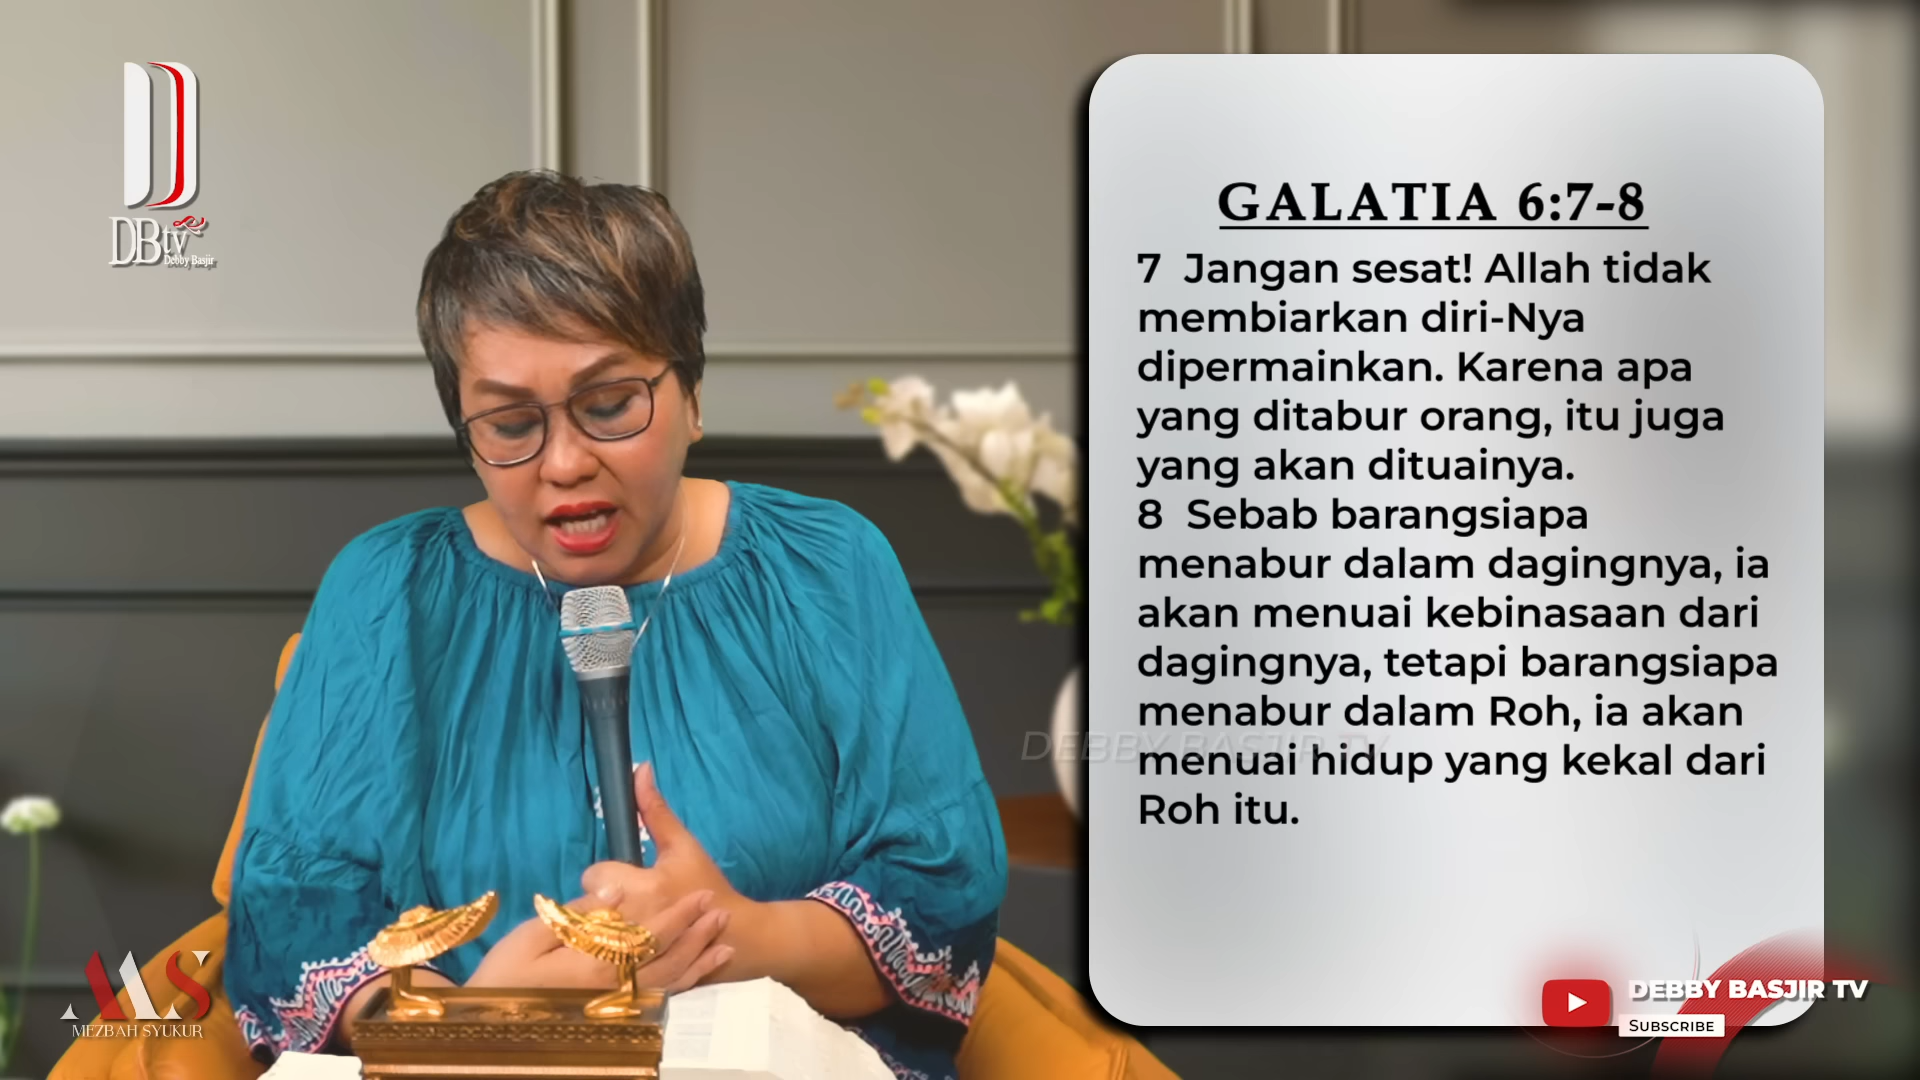 DBtv
Debby Basjir
GALATIA 6:7-8
7 Jangan sesat! Allah tidak
membiarkan diri-Nya
dipermainkan. Karena apa
yang ditabur orang, itu juga
yang akan dituainya.
8 Sebab barangsiapa
menabur dalam dagingnya, ia
akan menuai kebinasaan dari
dagingnya, tetapi barangsiapa
menabur dalam Roh, ia akan
menuai hidup yang kekal dari
Roh itu.
DEBBY BASJIR TV
MS
MEZBAH SYUKUR
DEBBY BASJIR TV
SUBSCRIBE